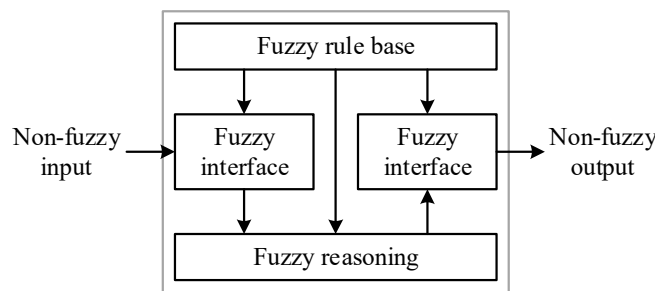 Fuzzy rule base
Non-fuzzy
input
Fuzzy
interface
Fuzzy
interface
Non-fuzzy
output
Fuzzy reasoning